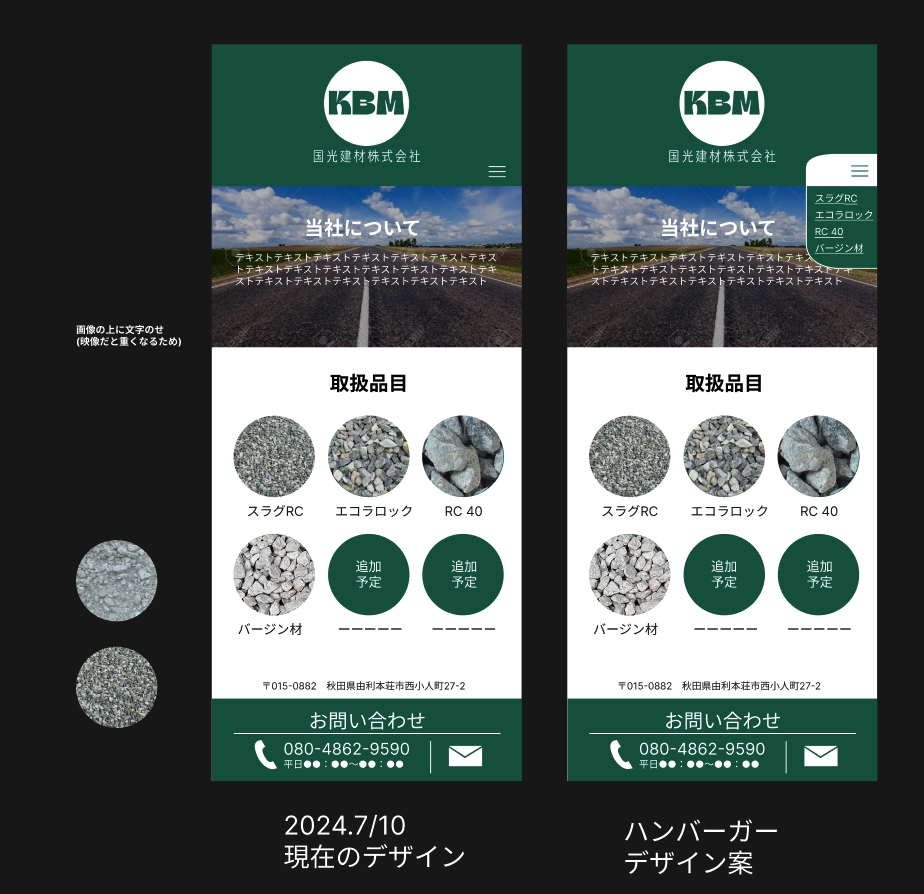 画像の上に文字のせ
(映像だと重くなるため)
KBM
国光建材株式会社
当社について
テキストテキストテキストテキストテキストテキストテキス
トテキストテキストテキストテキストテキストテキストテキ
ストテキストテキストテキストテキストテキストテキスト
取扱品目
スラグRC
エコラロック
RC 40
追加
予定
追加
予定
バージン材
ーーーーー
ーーーーー
〒015-0882 秋田県由利本荘市西小人町27-2
お問い合わせ
080-4862-9590
平日●●：●●〜●●：●●
2024.7/10
現在のデザイン
KBM
国光建材株式会社
スラグRC
エコラロック
RC 40
バージン材
当社について
テキストテキストテキストテキストテキストテキス
トテキストテキストテキストテキストテキストテキストテキ
ストテキストテキストテキストテキストテキストテキスト
取扱品目
スラグRC
エコラロック
RC 40
追加
予定
追加
予定
バージン材
ーーーーー
ーーーーー
〒015-0882 秋田県由利本荘市西小人町27-2
お問い合わせ
080-4862-9590
平日●●：●●〜●●：●●
ハンバーガー
デザイン案